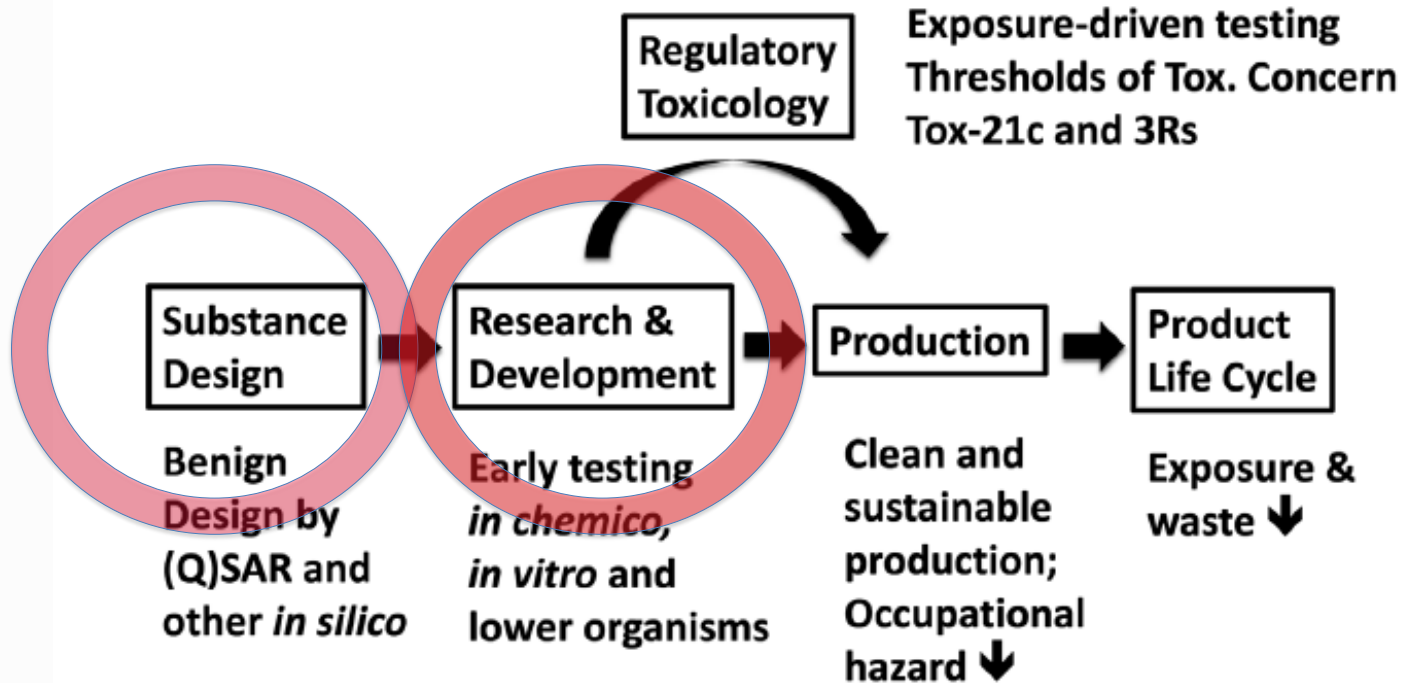 Regulatory
Toxicology
Exposure-driven testing
Thresholds of Tox. Concern
Tox-21c and 3Rs
Substance
Design
Research &
Development
Production
Product
Life Cycle
Benign
Design by
(Q)SAR and
other in silico
Early testing
in chemico,
in vitro and
lower organisms
Clean and
sustainable
production;
Occupational
hazard ↓
Exposure &
waste ↓